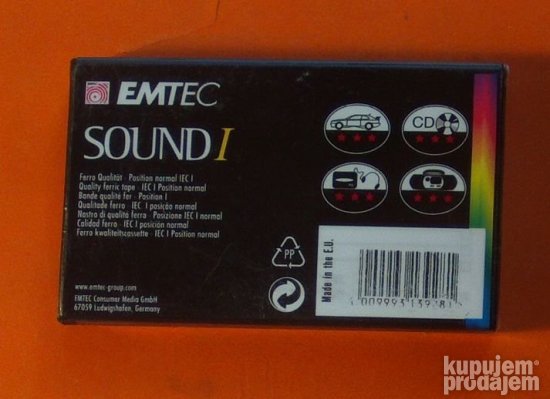 EMTEC
SOUND I
CD
Ferro Qualität · Position normal IEC I
Quality ferric tape · IEC I Position normal
Bande qualité fer · Position I
Qualidade ferro · IEC I posição normal
Nastro di qualità ferro · Posizione IEC I normal
Calidad ferro · IEC I posición normal
Ferro kwaliteitscassette · IEC I Position normal
PP
Made in the E.U.
www.emtec-group.com
EMTEC Consumer Media GmbH
67059 Ludwigshafen, Germany
kupujem
prodajem